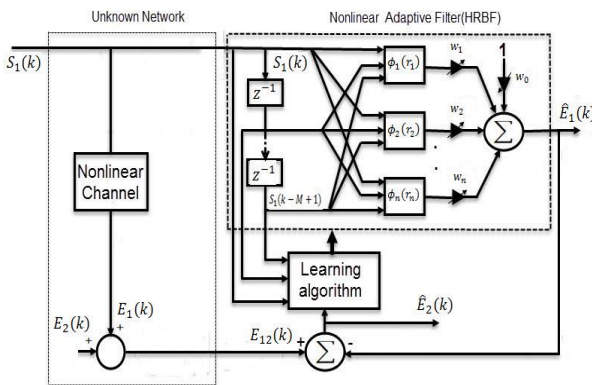 Unknown Network
Nonlinear Adaptive Filter(HRBF)
S₁(k)
S₁(k)
z⁻¹
z⁻¹
S₁(k − M + 1)
ϕ₁(r₁)
ϕ₂(r₂)
ϕₙ(rₙ)
w₁
w₂
wₙ
1
w₀
∑
Ê₁(k)
Nonlinear
Channel
Learning
algorithm
Ê₂(k)
E₂(k)
+
+
E₁(k)
E₁₂(k)
+
∑
-